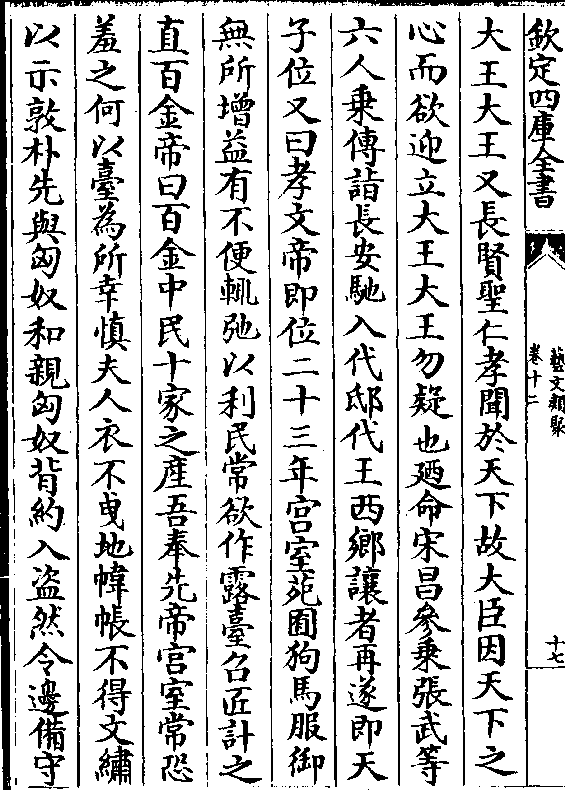 欽定四庫全書
藝文類聚
卷十二
十七
大王大王又長賢聖仁孝聞於天下故大臣因天下之
心而欲迎立大王大王勿疑也廼命宋昌參乗張武等
六人乗傳詣長安馳入代邸代王西鄉讓者再遂即天
子位又曰孝文帝即位二十三年宫室苑囿狗馬服御
無所增益有不便輒弛以利民常欲作露臺召匠計之
直百金帝曰百金中民十家之産吾奉先帝宫室常恐
羞之何以臺為所幸慎夫人衣不曳地幃帳不得文繡
以示敦朴先與匈奴和親匈奴背約入盗然令邊備守